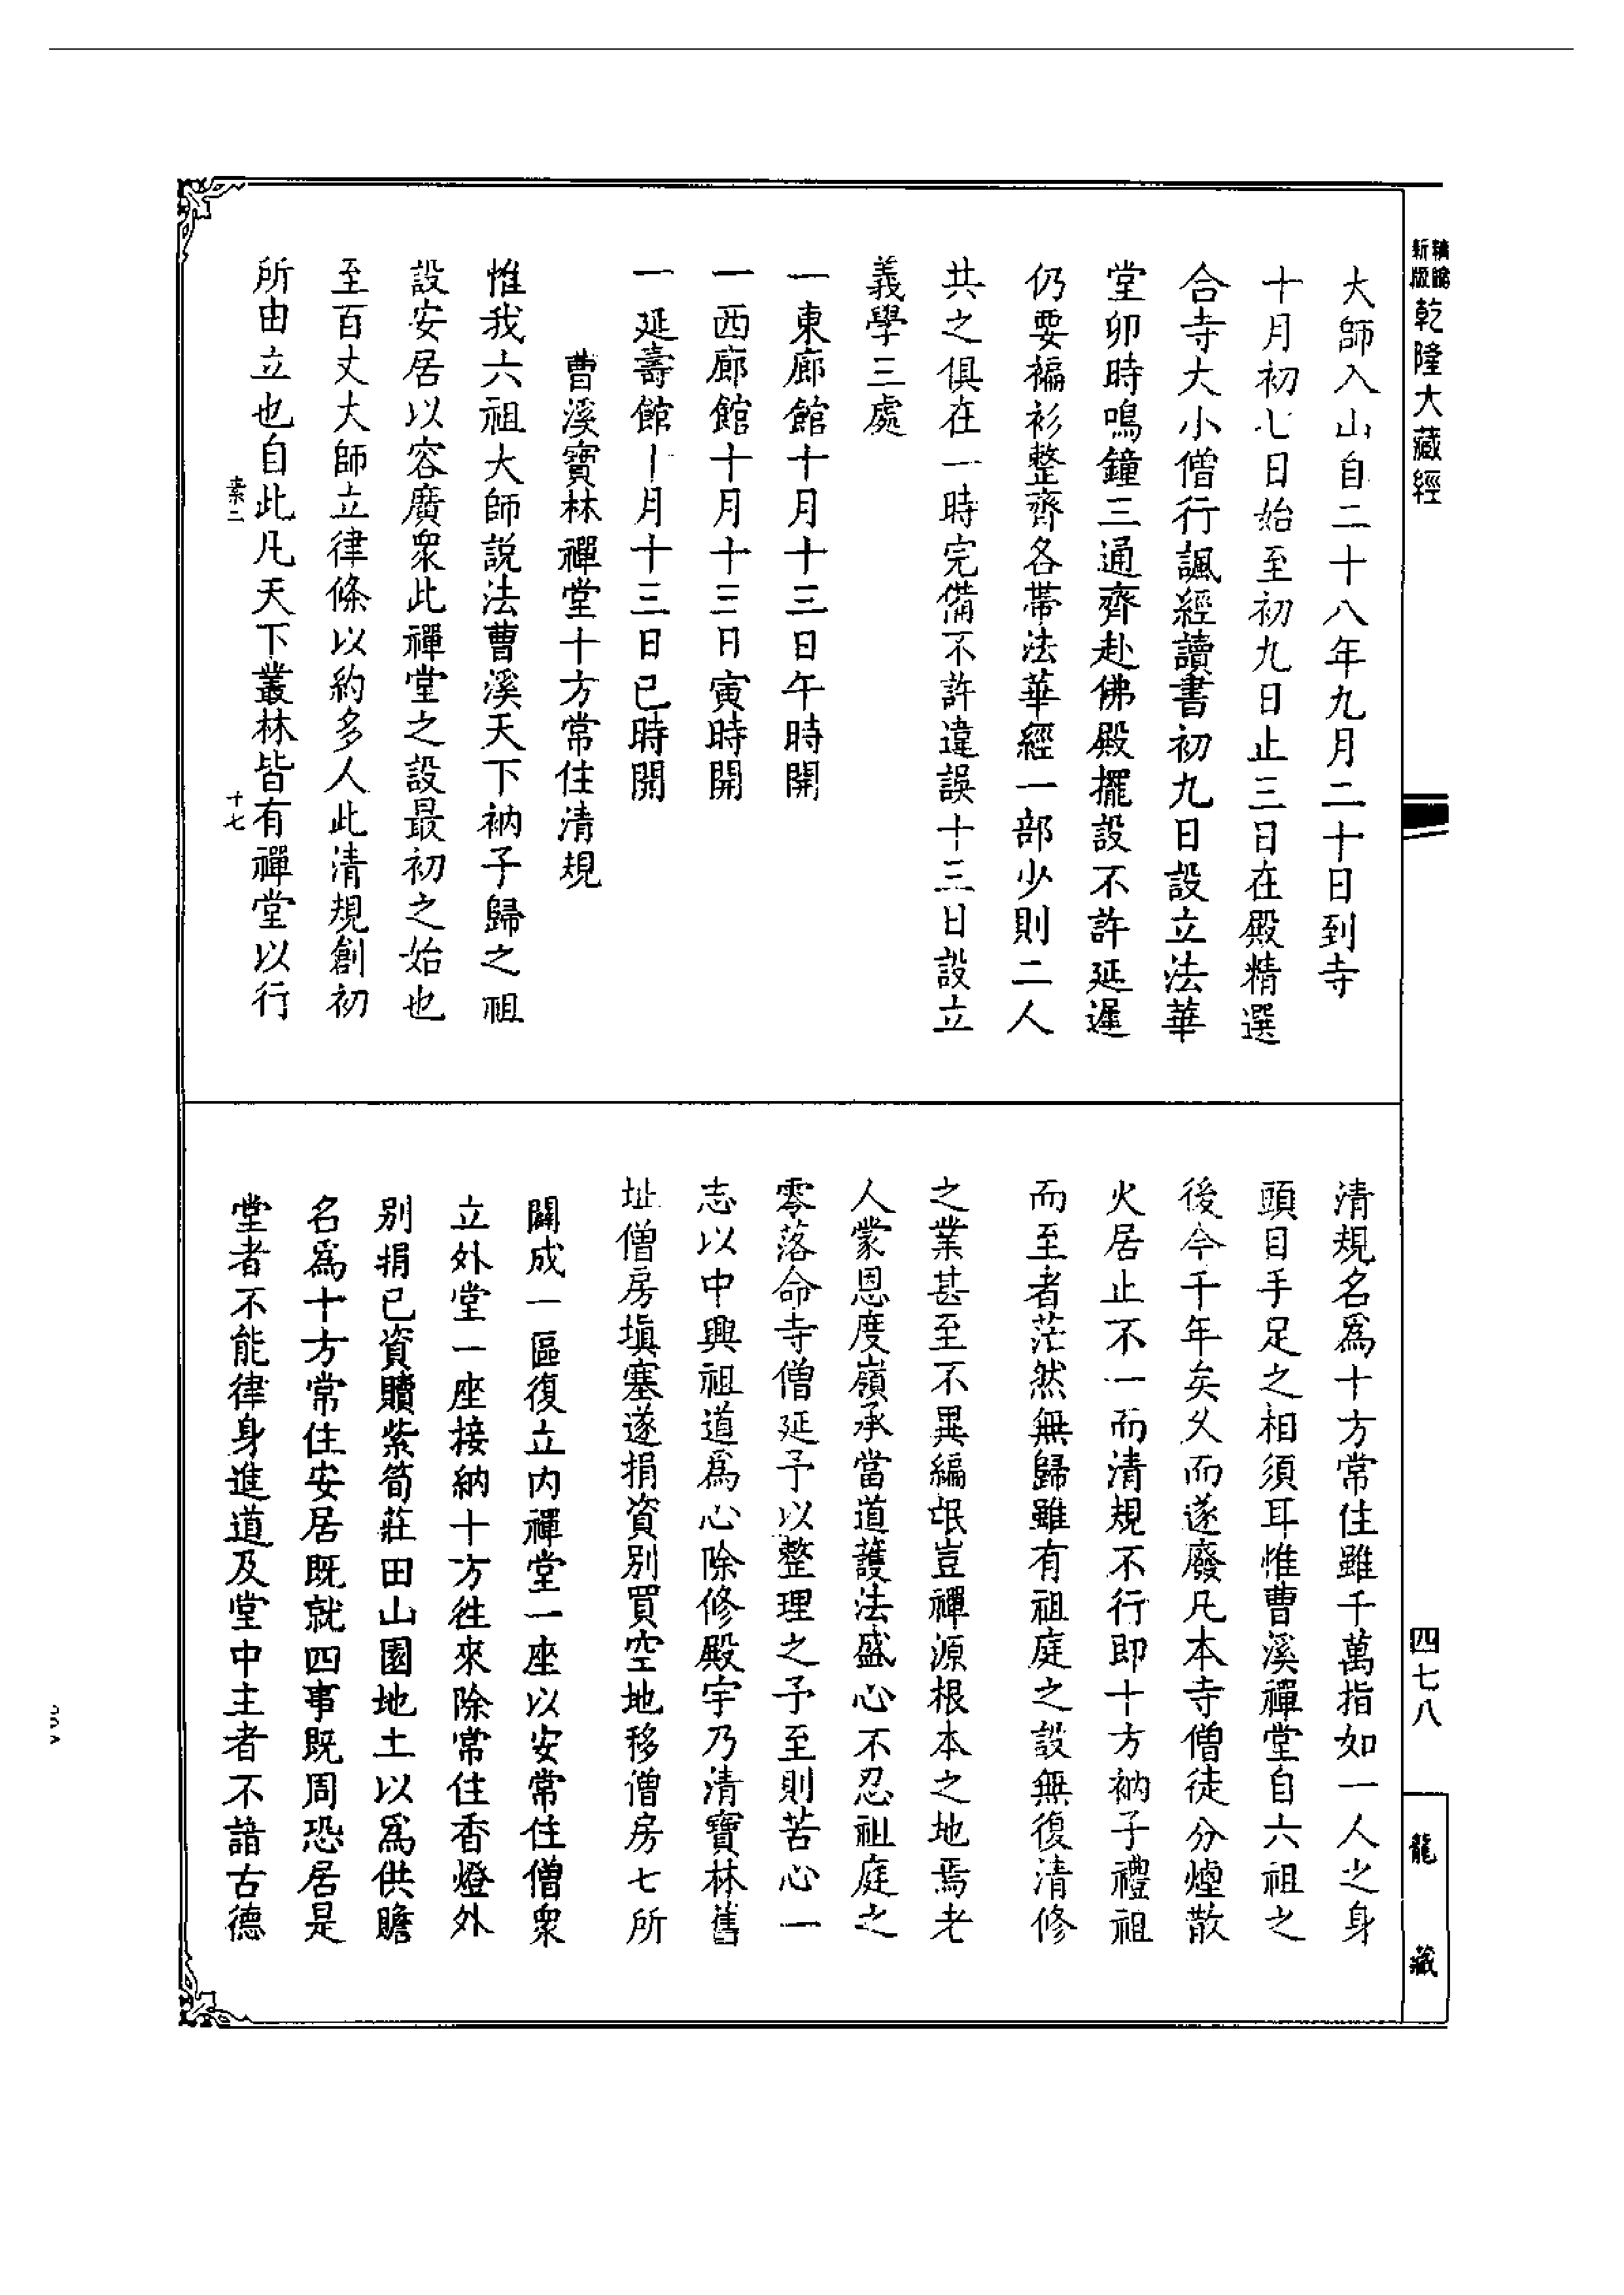 新版精縮乾隆大藏經
大師入山自二十八年九月二十日到寺
十月初七日始至初九日止三日在殿精選
合寺大小僧行諷經讀書初九日設立法華
堂卯時鳴鐘三通齊赴佛殿擺設不許延遲
仍要褊衫整齊各帶法華經一部少則二人
共之俱在一時完備不許違誤十三日設立
義學三處
一東廊館十月十三日午時開
一西廊館十月十三日寅時開
一延壽館十月十三日巳時開
曹溪寶林禪堂十方常住清規
惟我六祖大師説法曹溪天下衲子歸之祖
設安居以容廣衆此禪堂之設最初之始也
至百丈大師立律條以約多人此清規創初
所由立也自此凡天下叢林皆有禪堂以行
素二
十七
清規名爲十方常住雖千萬指如一人之身
頭目手足之相須耳惟曹溪禪堂自六祖之
後今千年矣乆而遂廢凡本寺僧徒分煙散
火居止不一而清規不行即十方衲子禮祖
而至者茫然無歸雖有祖庭之設無復清修
之業甚至不異編氓豈禪源根本之地焉老
人蒙恩度嶺承當道護法盛心不忍祖庭之
零落命寺僧延予以整理之予至則苦心一
志以中興祖道爲心除修殿宇乃清寶林舊
址僧房塡塞遂捐資別買空地移僧房七所
闢成一區復立内禪堂一座以安常住僧衆
立外堂一座接納十方往來除常住香燈外
别捐已資贖紫筍莊田山園地土以爲供贍
名爲十方常住安居既就四事既周恐居是
堂者不能律身進道及堂中主者不諳古德
四七八
龍藏